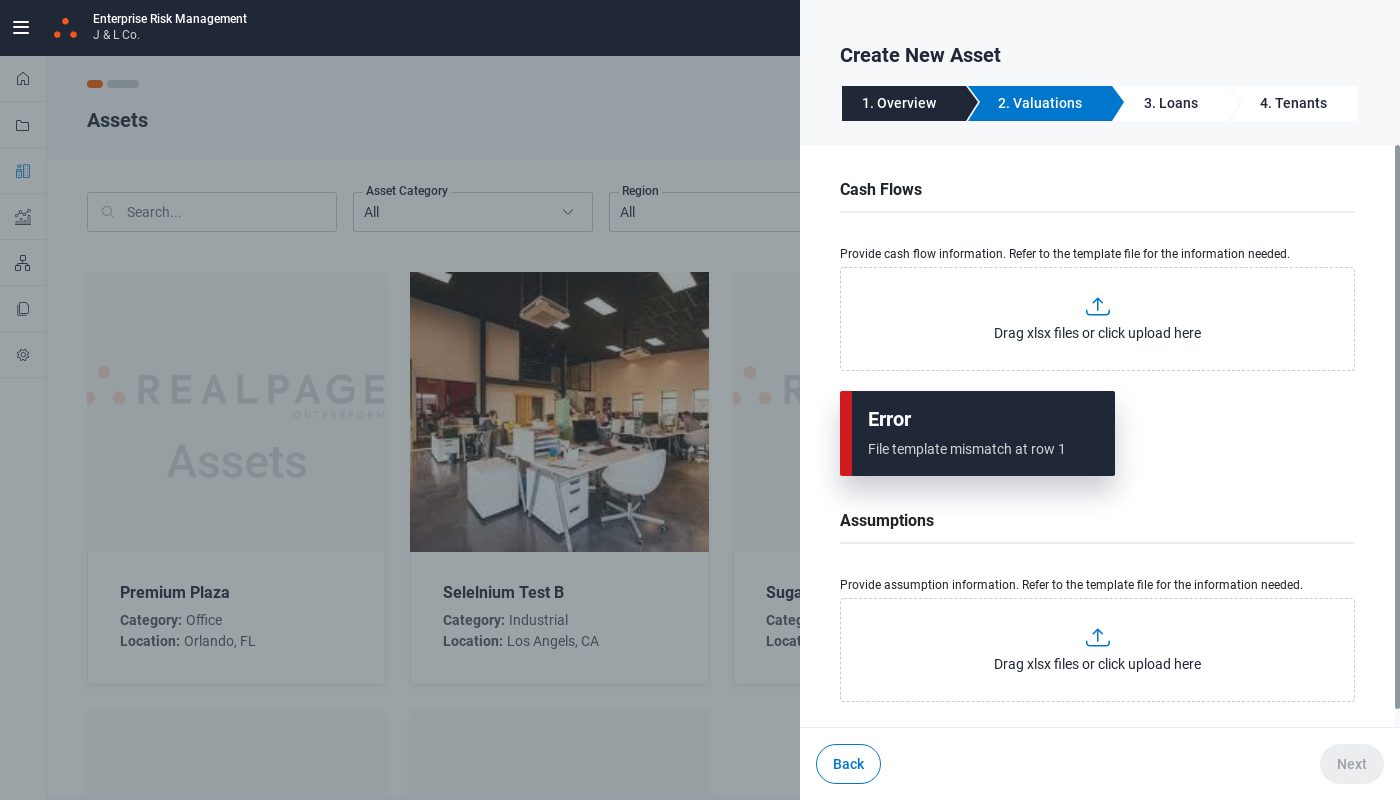 Enterprise Risk Management
J & L Co.
Assets
Search...
Asset Category
All
Region
All
REALPAGE
OUTPERFORM
Assets
R
Premium Plaza
Category: Office
Location: Orlando, FL
Selelnium Test B
Category: Industrial
Location: Los Angels, CA
Suga
Categ
Locat
Create New Asset
1. Overview
2. Valuations
3. Loans
4. Tenants
Cash Flows
Provide cash flow information. Refer to the template file for the information needed.
Drag xlsx files or click upload here
Error
File template mismatch at row 1
Assumptions
Provide assumption information. Refer to the template file for the information needed.
Drag xlsx files or click upload here
Back
Next